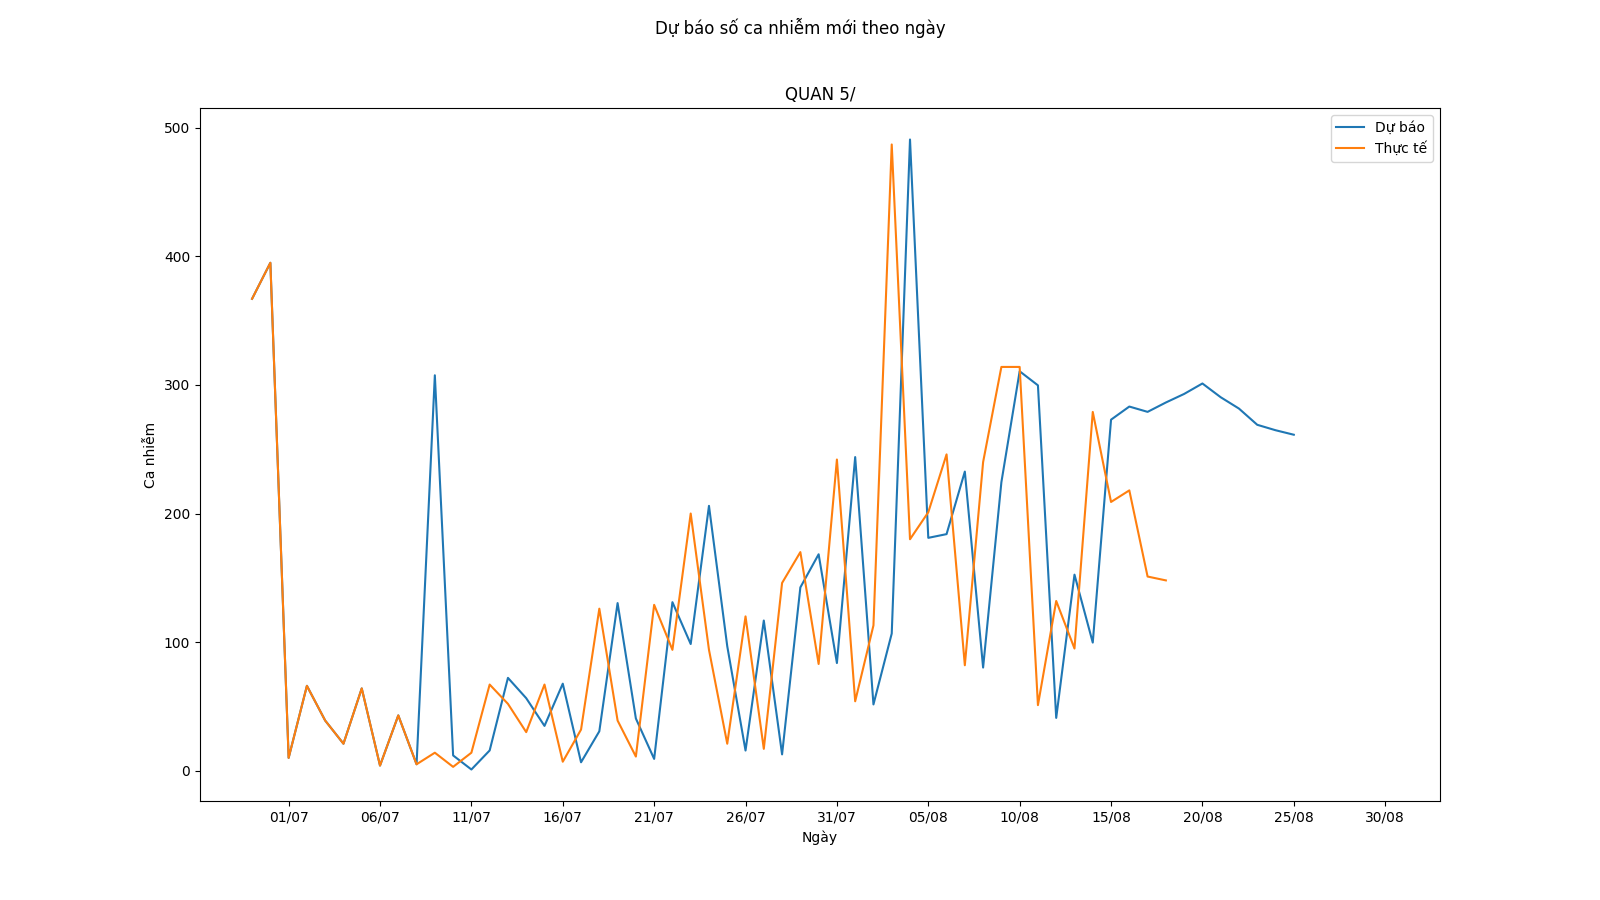 Dự báo số ca nhiễm mới theo ngày
QUAN 5/
Dự báo
Thực tế
500
400
300
200
100
0
Ca nhiễm
01/07 06/07 11/07 16/07 21/07 26/07 31/07 05/08 10/08 15/08 20/08 25/08 30/08
Ngày